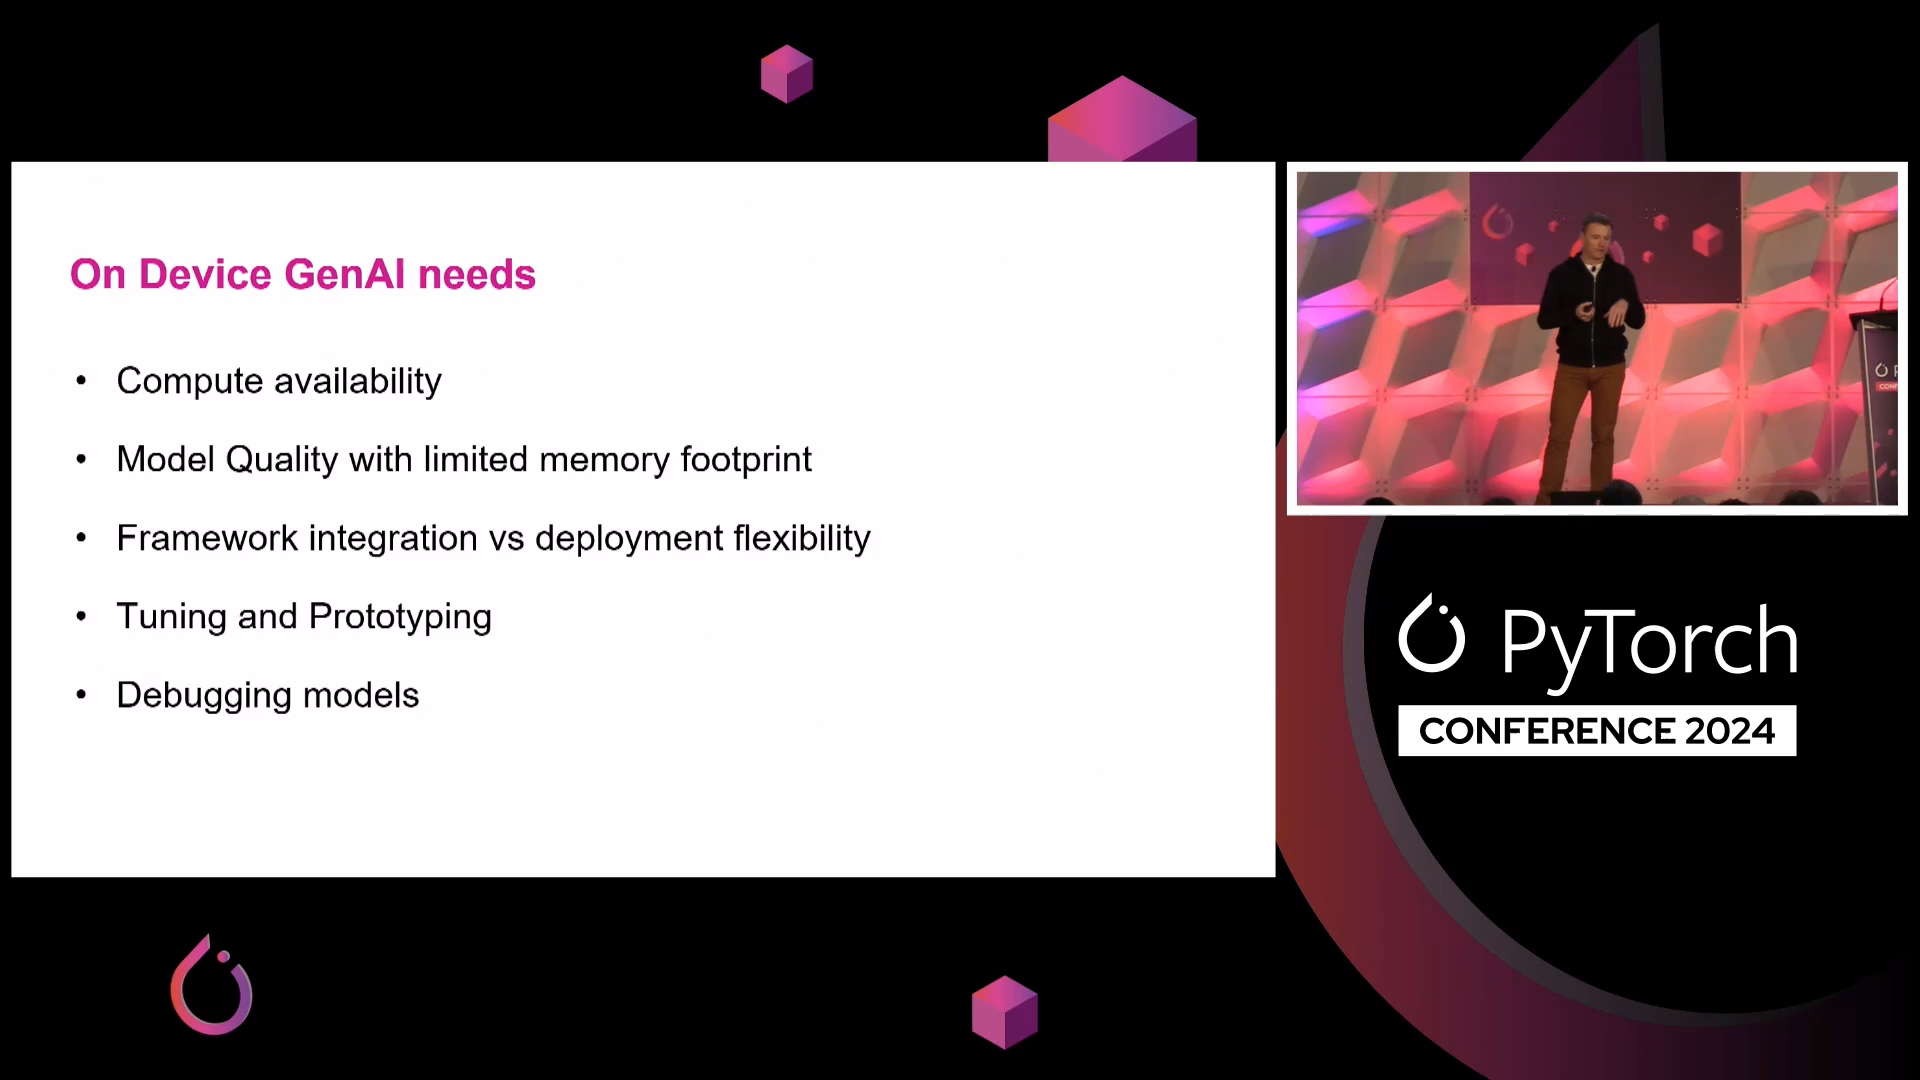 On Device GenAI needs
• Compute availability
• Model Quality with limited memory footprint
• Framework integration vs deployment flexibility
• Tuning and Prototyping
• Debugging models
PyTorch
CONFERENCE 2024